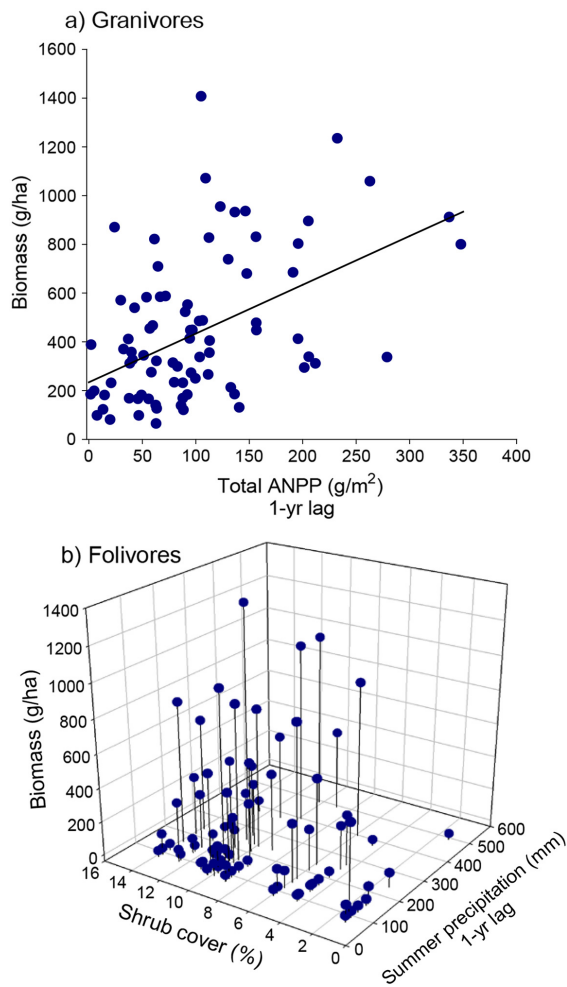 a) Granivores
1600
1400
1200
1000
800
600
400
200
0
Biomass (g/ha)
0 50 100 150 200 250 300 350 400
Total ANPP (g/m²)
1-yr lag
b) Folivores
1400
1200
1000
800
600
400
200
0
Biomass (g/ha)
16 14 12 10 8 6 4 2 0
Shrub cover (%)
0 100 200 300 400 500 600
Summer precipitation (mm)
1-yr lag